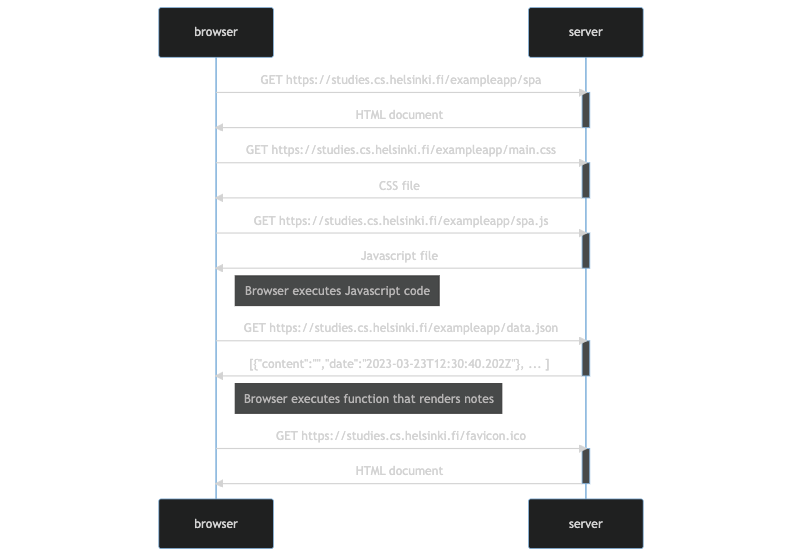 browser server
GET https://studies.cs.helsinki.fi/exampleapp/spa
HTML document
GET https://studies.cs.helsinki.fi/exampleapp/main.css
CSS file
GET https://studies.cs.helsinki.fi/exampleapp/spa.js
Javascript file
Browser executes Javascript code
GET https://studies.cs.helsinki.fi/exampleapp/data.json
[{"content":"","date":"2023-03-23T12:30:40.202Z"}, ... ]
Browser executes function that renders notes
GET https://studies.cs.helsinki.fi/favicon.ico
HTML document
browser server